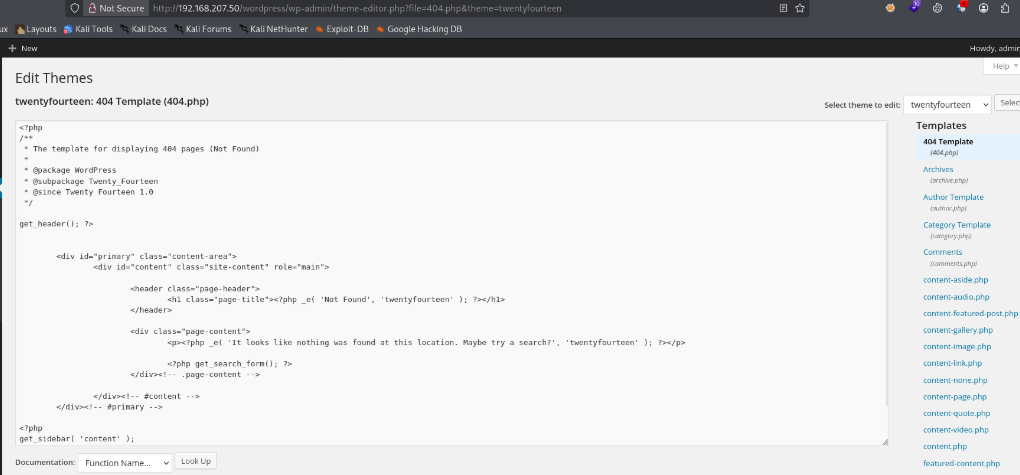 Not Secure http://192.168.207.50/wordpress/wp-admin/theme-editor.php?file=404.php&theme=twentyfourteen
ux Layouts Kali Tools Kali Docs Kali Forums Kali NetHunter Exploit-DB Google Hacking DB
+ New Howdy, admin
Help
Edit Themes
twentyfourteen: 404 Template (404.php)
Select theme to edit: twentyfourteen Selec
<?php
/**
 * The template for displaying 404 pages (Not Found)
 *
 * @package WordPress
 * @subpackage Twenty_Fourteen
 * @since Twenty Fourteen 1.0
 */
get_header(); ?>
<div id="primary" class="content-area">
<div id="content" class="site-content" role="main">
<header class="page-header">
<h1 class="page-title"><?php _e( 'Not Found', 'twentyfourteen' ); ?></h1>
</header>
<div class="page-content">
<p><?php _e( 'It looks like nothing was found at this location. Maybe try a search?', 'twentyfourteen' ); ?></p>
<?php get_search_form(); ?>
</div><!-- .page-content -->
</div><!-- #content -->
</div><!-- #primary -->
<?php
get_sidebar( 'content' );
Documentation: Function Name... Look Up
Templates
404 Template
(404.php)
Archives
(archive.php)
Author Template
(author.php)
Category Template
(category.php)
Comments
(comments.php)
content-aside.php
content-audio.php
content-featured-post.php
content-gallery.php
content-image.php
content-link.php
content-none.php
content-page.php
content-quote.php
content-video.php
content.php
featured-content.php